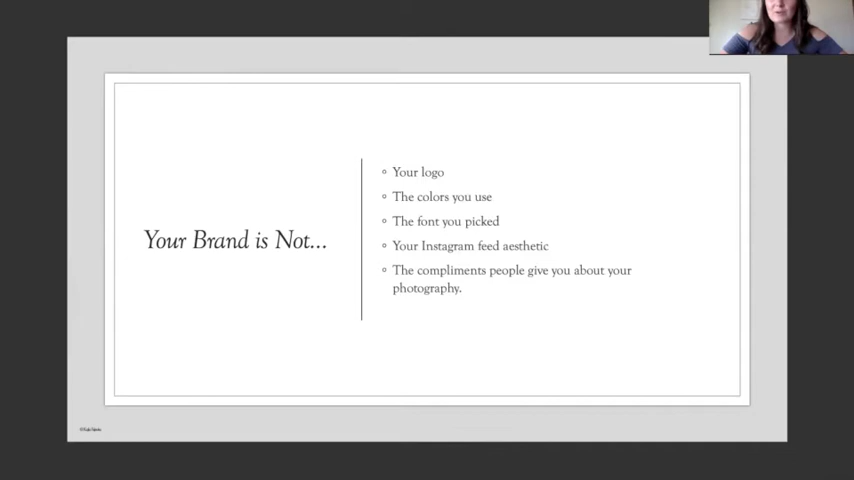 Your Brand is Not...
Your logo
The colors you use
The font you picked
Your Instagram feed aesthetic
The compliments people give you about your
photography.